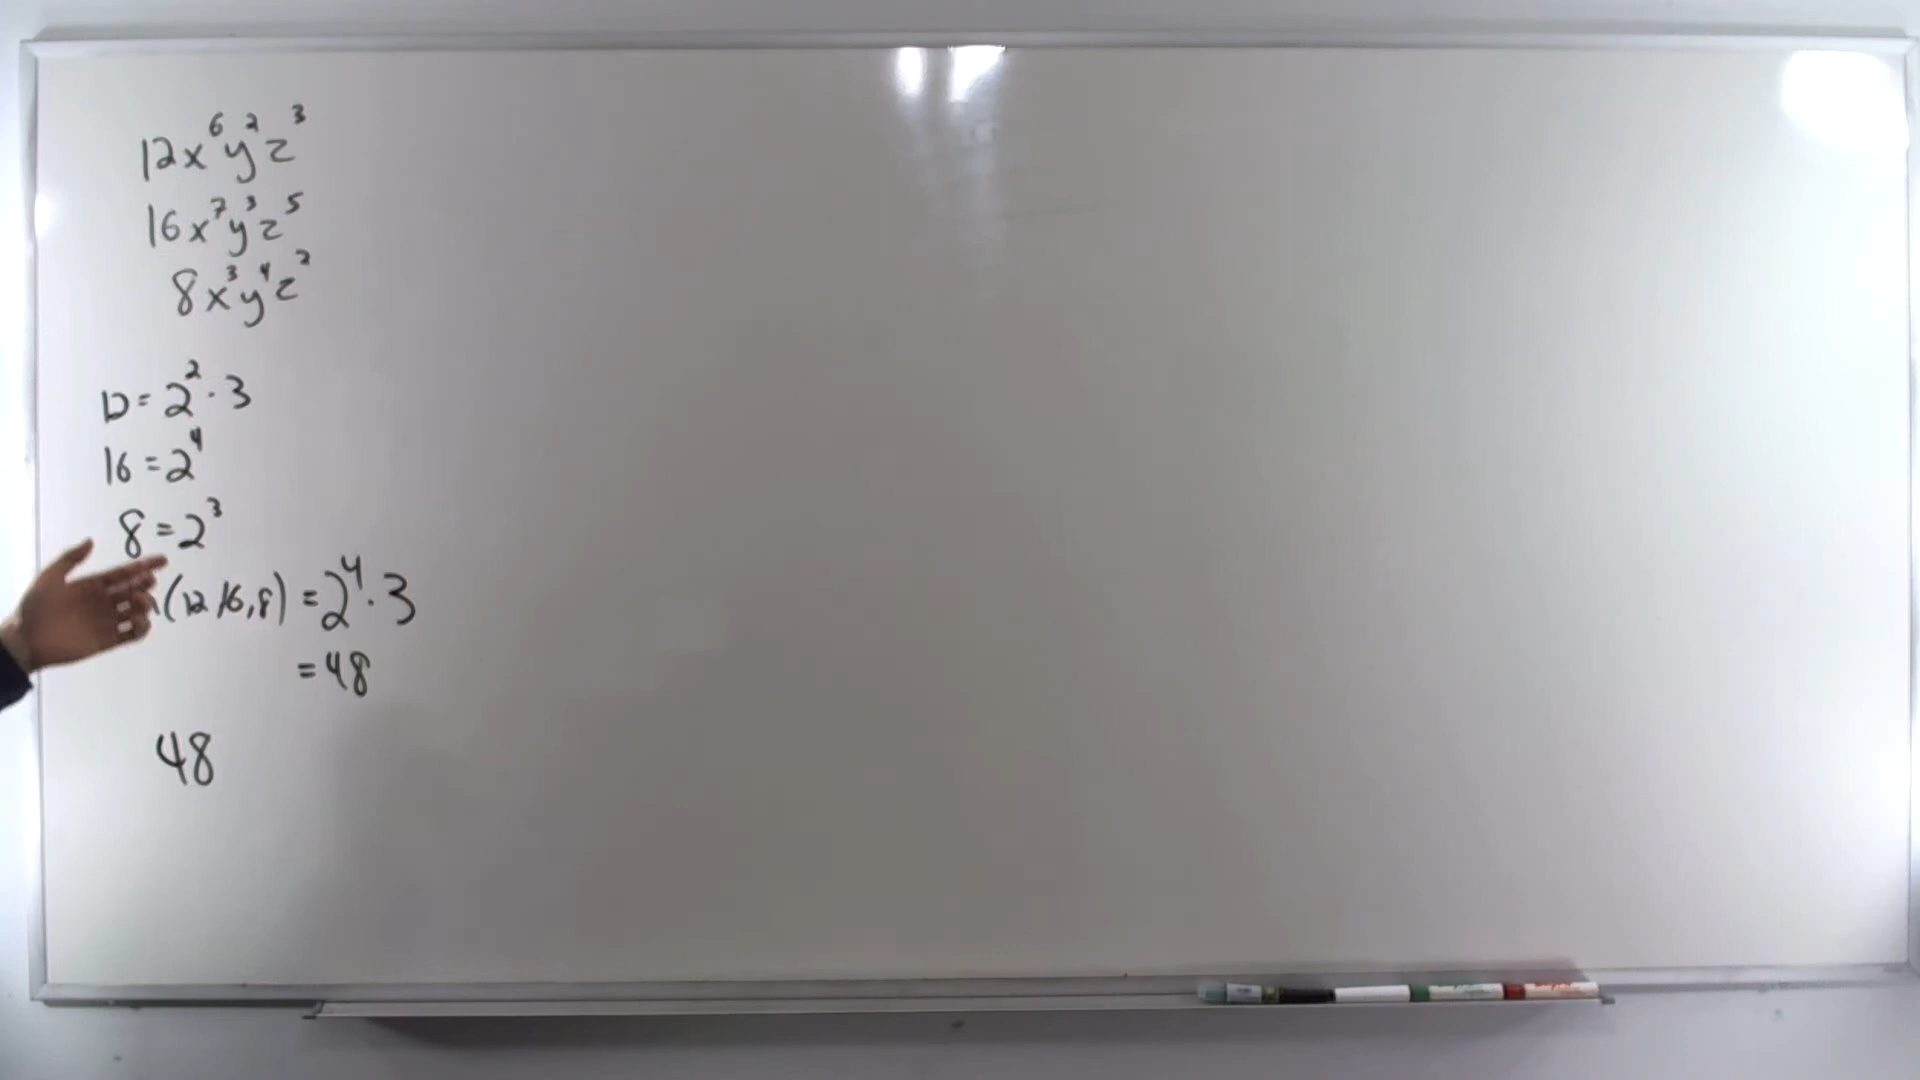 12x⁶y²z³
16x⁷y³z⁵
8x³y⁴z²
12 = 2² · 3
16 = 2⁴
8 = 2³
(12 16, 8) = 2⁴ · 3
= 48
48